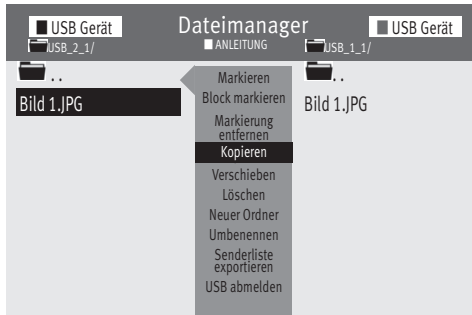 USB Gerät
USB_2_1/
Dateimanager
ANLEITUNG
USB Gerät
USB_1_1/
..
Bild 1.JPG
Markieren
Block markieren
Markierung
entfernen
Kopieren
Verschieben
Löschen
Neuer Ordner
Umbenennen
Senderliste
exportieren
USB abmelden
..
Bild 1.JPG